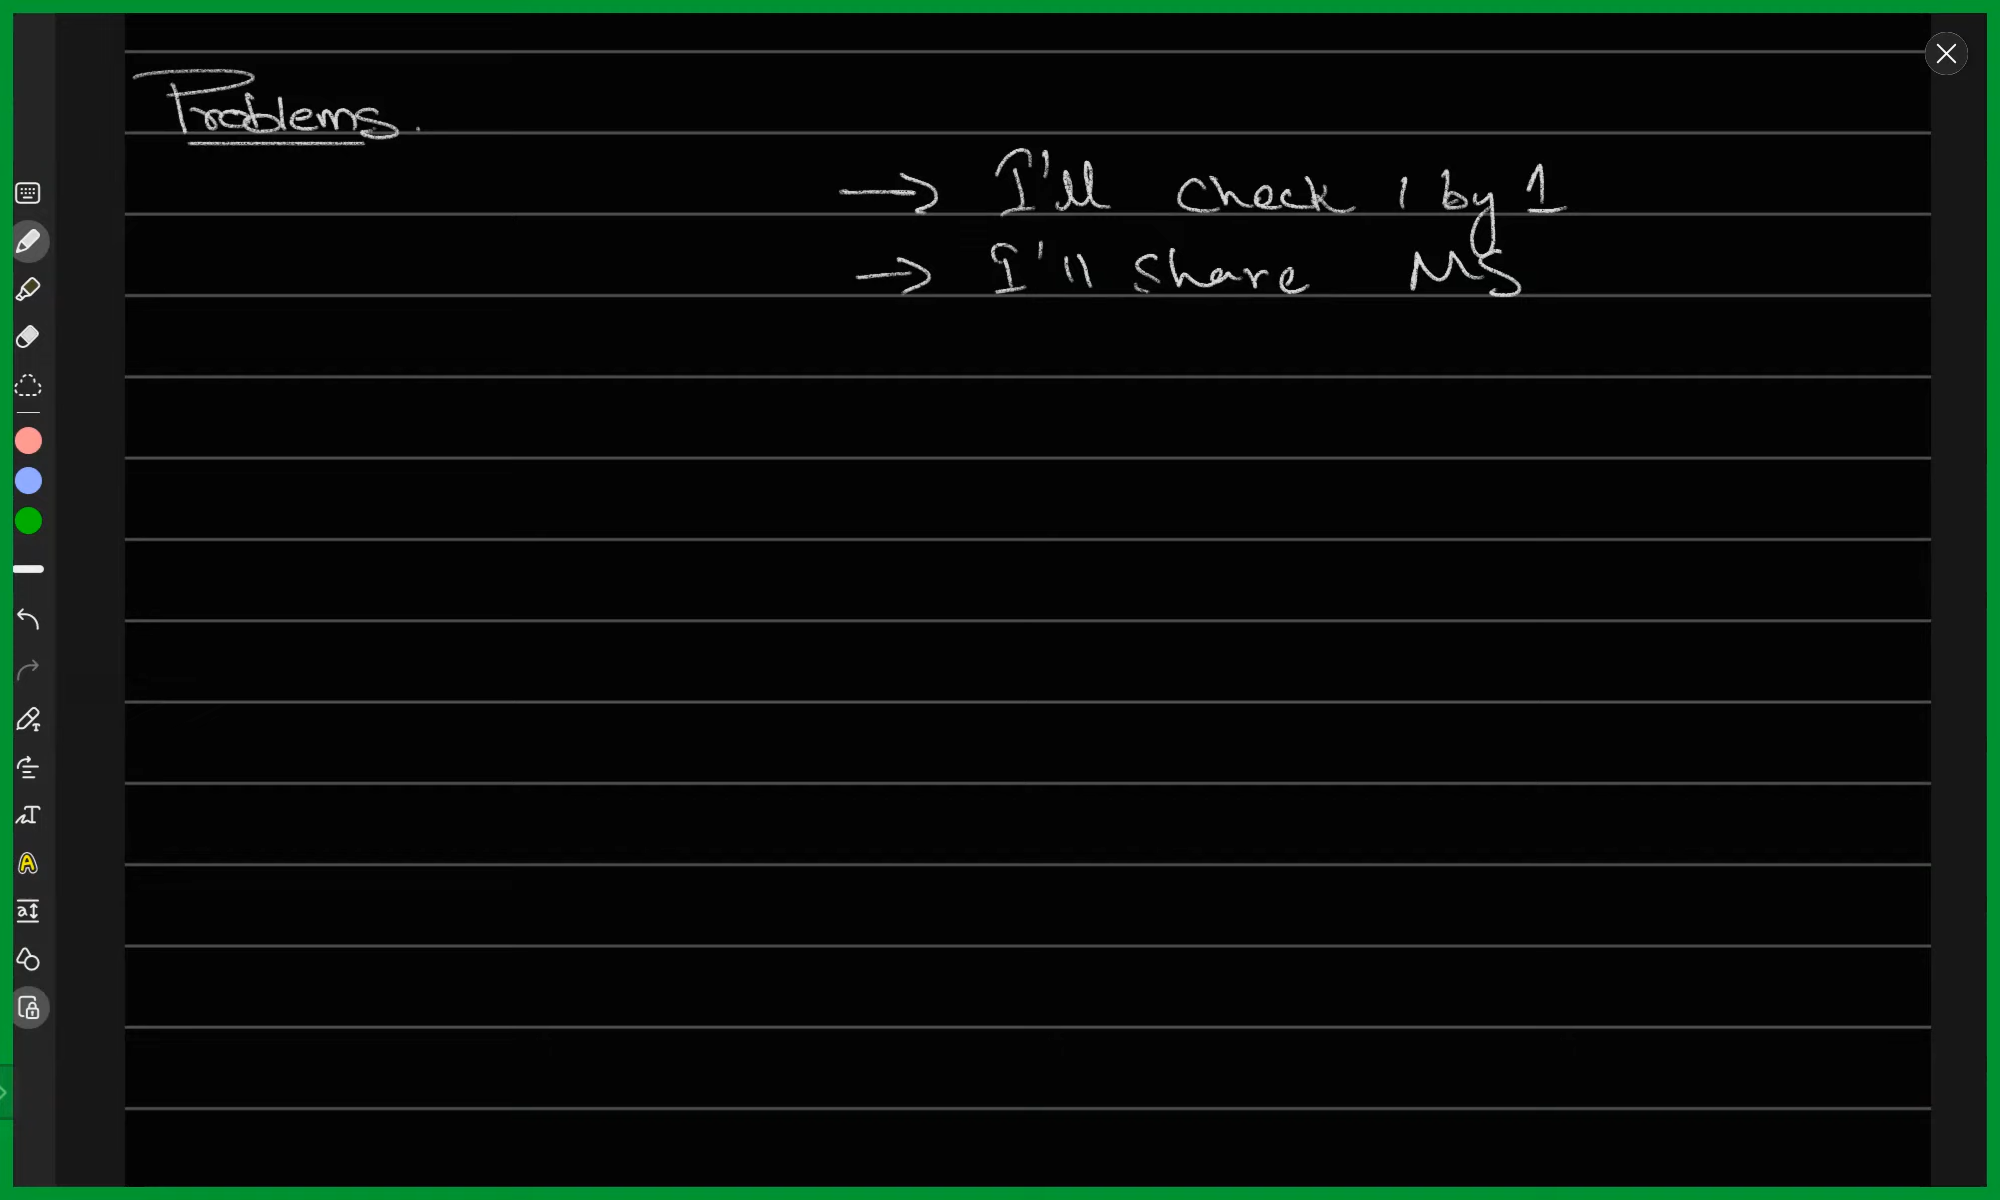 Problems.
→ I'll check 1 by 1
→ I'll share MS